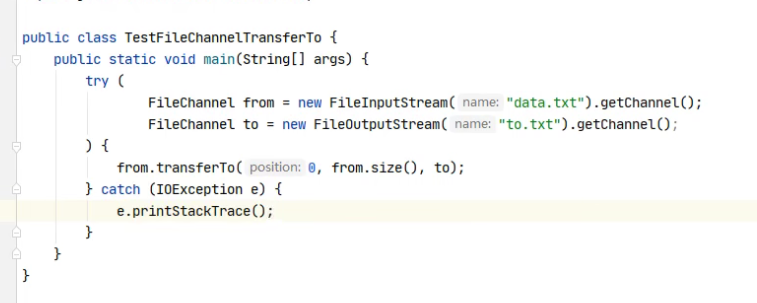 public class TestFileChannelTransferTo {
public static void main(String[] args) {
try (
FileChannel from = new FileInputStream( name: "data.txt").getChannel();
FileChannel to = new FileOutputStream( name: "to.txt").getChannel();
) {
from.transferTo( position: 0, from.size(), to);
} catch (IOException e) {
e.printStackTrace();
}
}
}